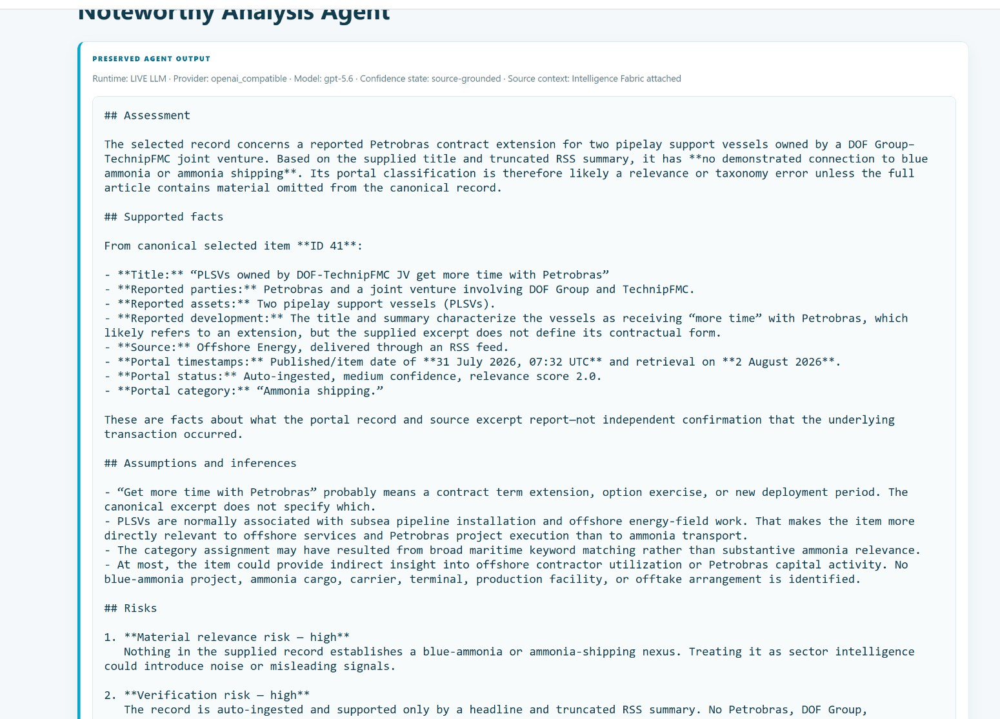 Noteworthy Analysis Agent
PRESERVED AGENT OUTPUT
Runtime: LIVE LLM · Provider: openai_compatible · Model: gpt-5.6 · Confidence state: source-grounded · Source context: Intelligence Fabric attached
## Assessment
The selected record concerns a reported Petrobras contract extension for two pipelay support vessels owned by a DOF Group–
TechnipFMC joint venture. Based on the supplied title and truncated RSS summary, it has **no demonstrated connection to blue
ammonia or ammonia shipping**. Its portal classification is therefore likely a relevance or taxonomy error unless the full
article contains material omitted from the canonical record.
## Supported facts
From canonical selected item **ID 41**:
- **Title:** “PLSVs owned by DOF-TechnipFMC JV get more time with Petrobras”
- **Reported parties:** Petrobras and a joint venture involving DOF Group and TechnipFMC.
- **Reported assets:** Two pipelay support vessels (PLSVs).
- **Reported development:** The title and summary characterize the vessels as receiving “more time” with Petrobras, which
likely refers to an extension, but the supplied excerpt does not define its contractual form.
- **Source:** Offshore Energy, delivered through an RSS feed.
- **Portal timestamps:** Published/item date of **31 July 2026, 07:32 UTC** and retrieval on **2 August 2026**.
- **Portal status:** Auto-ingested, medium confidence, relevance score 2.0.
- **Portal category:** “Ammonia shipping.”
These are facts about what the portal record and source excerpt report—not independent confirmation that the underlying
transaction occurred.
## Assumptions and inferences
- “Get more time with Petrobras” probably means a contract term extension, option exercise, or new deployment period. The
canonical excerpt does not specify which.
- PLSVs are normally associated with subsea pipeline installation and offshore energy-field work. That makes the item more
directly relevant to offshore services and Petrobras project execution than to ammonia transport.
- The category assignment may have resulted from broad maritime keyword matching rather than substantive ammonia relevance.
- At most, the item could provide indirect insight into offshore contractor utilization or Petrobras capital activity. No
blue-ammonia project, ammonia cargo, carrier, terminal, production facility, or offtake arrangement is identified.
## Risks
1. **Material relevance risk — high**
Nothing in the supplied record establishes a blue-ammonia or ammonia-shipping nexus. Treating it as sector intelligence
could introduce noise or misleading signals.
2. **Verification risk — high**
The record is auto-ingested and supported only by a headline and truncated RSS summary. No Petrobras, DOF Group,